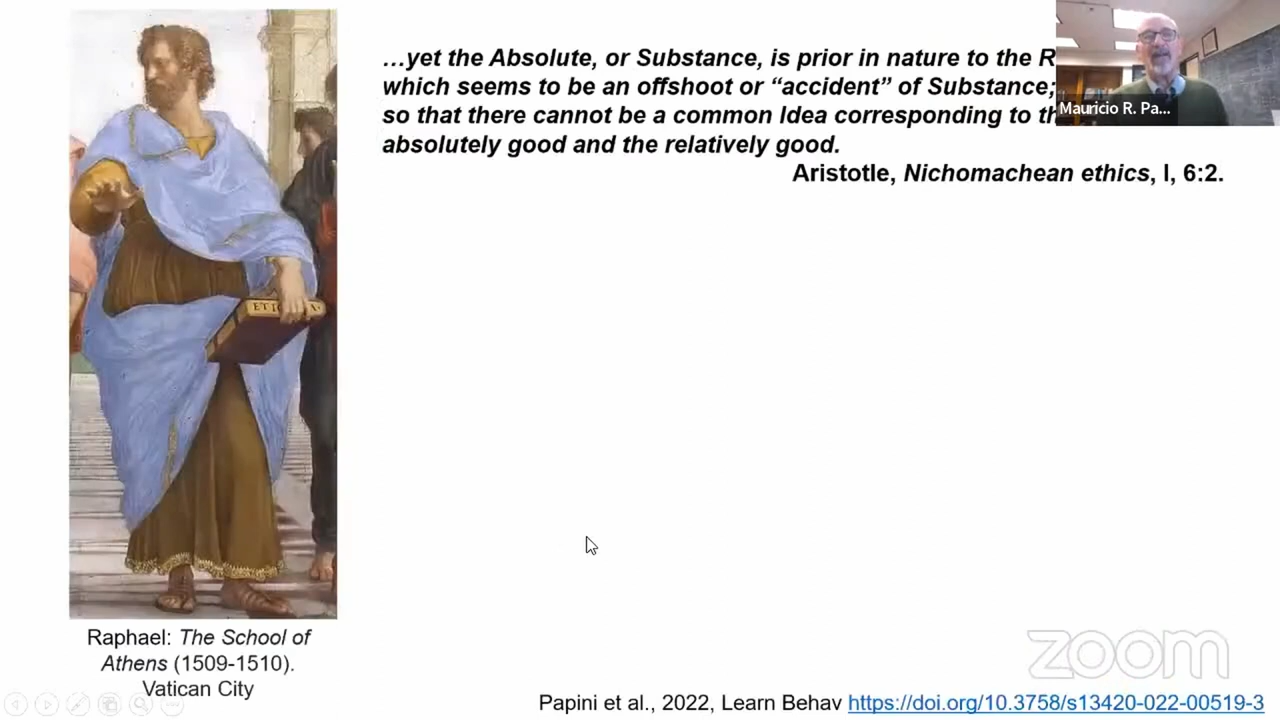 …yet the Absolute, or Substance, is prior in nature to the
which seems to be an offshoot or “accident” of Substance;
so that there cannot be a common Idea corresponding to
absolutely good and the relatively good.
Aristotle, Nichomachean ethics, I, 6:2.
Mauricio R. Pa...
Raphael: The School of
Athens (1509-1510).
Vatican City
zoom
Papini et al., 2022, Learn Behav https://doi.org/10.3758/s13420-022-00519-3